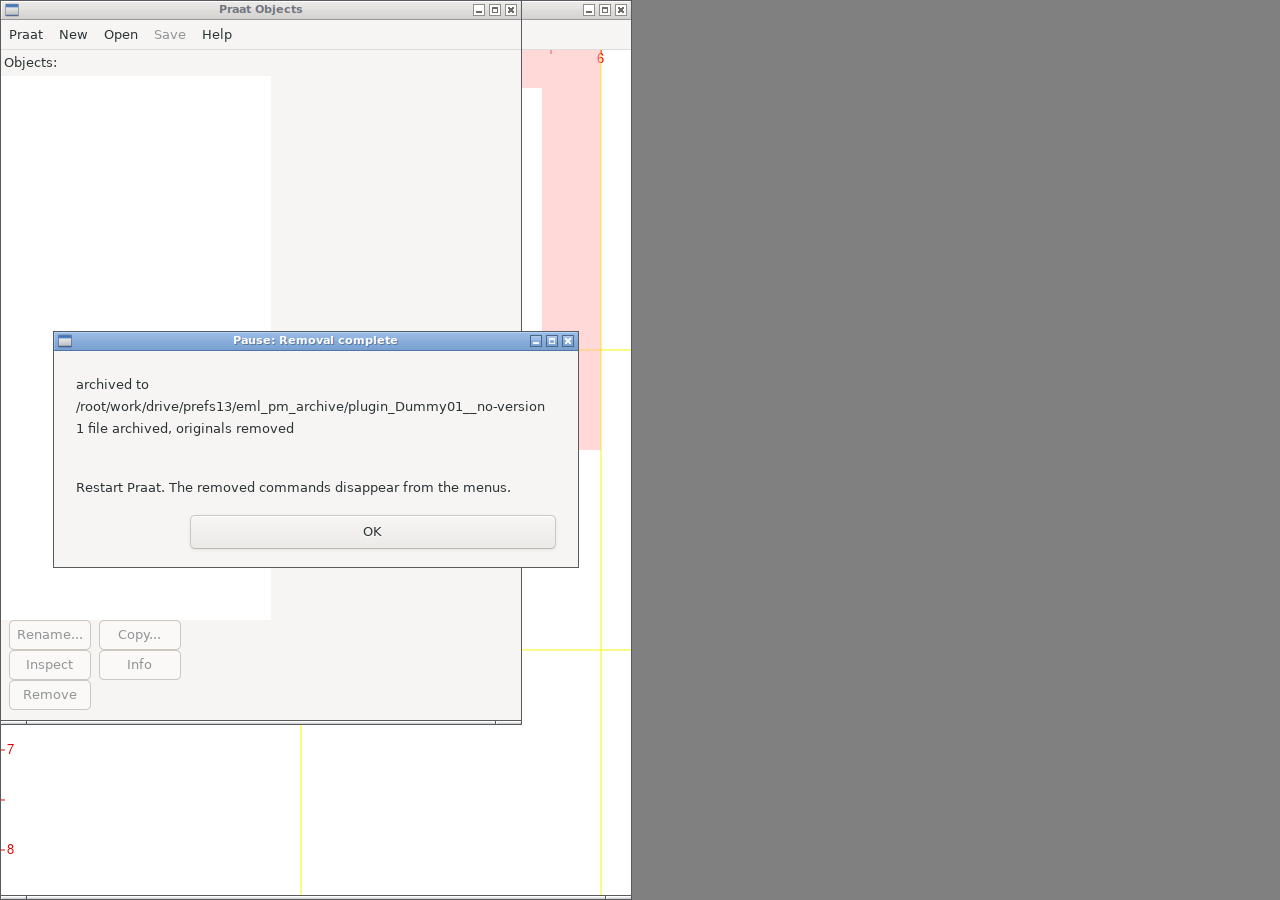 Praat Objects
Praat New Open Save Help
Objects:
6
Pause: Removal complete
archived to
/root/work/drive/prefs13/eml_pm_archive/plugin_Dummy01__no-version
1 file archived, originals removed
Restart Praat. The removed commands disappear from the menus.
OK
Rename... Copy...
Inspect Info
Remove
7
8